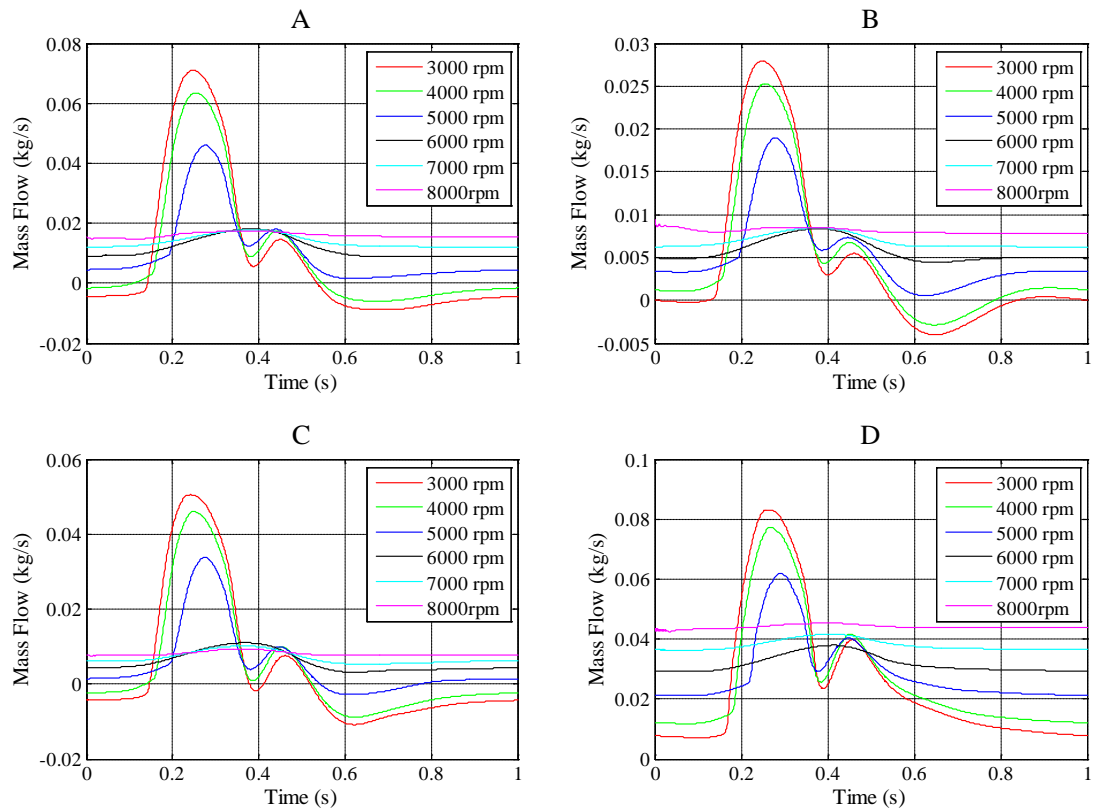 A
Mass Flow (kg/s)
0.08
0.06
0.04
0.02
0
-0.02
3000 rpm
4000 rpm
5000 rpm
6000 rpm
7000 rpm
8000rpm
0 0.2 0.4 0.6 0.8 1
Time (s)
B
Mass Flow (kg/s)
0.03
0.025
0.02
0.015
0.01
0.005
0
-0.005
3000 rpm
4000 rpm
5000 rpm
6000 rpm
7000 rpm
8000rpm
0 0.2 0.4 0.6 0.8 1
Time (s)
C
Mass Flow (kg/s)
0.06
0.04
0.02
0
-0.02
3000 rpm
4000 rpm
5000 rpm
6000 rpm
7000 rpm
8000rpm
0 0.2 0.4 0.6 0.8 1
Time (s)
D
Mass Flow (kg/s)
0.1
0.08
0.06
0.04
0.02
0
3000 rpm
4000 rpm
5000 rpm
6000 rpm
7000 rpm
8000rpm
0 0.2 0.4 0.6 0.8 1
Time (s)